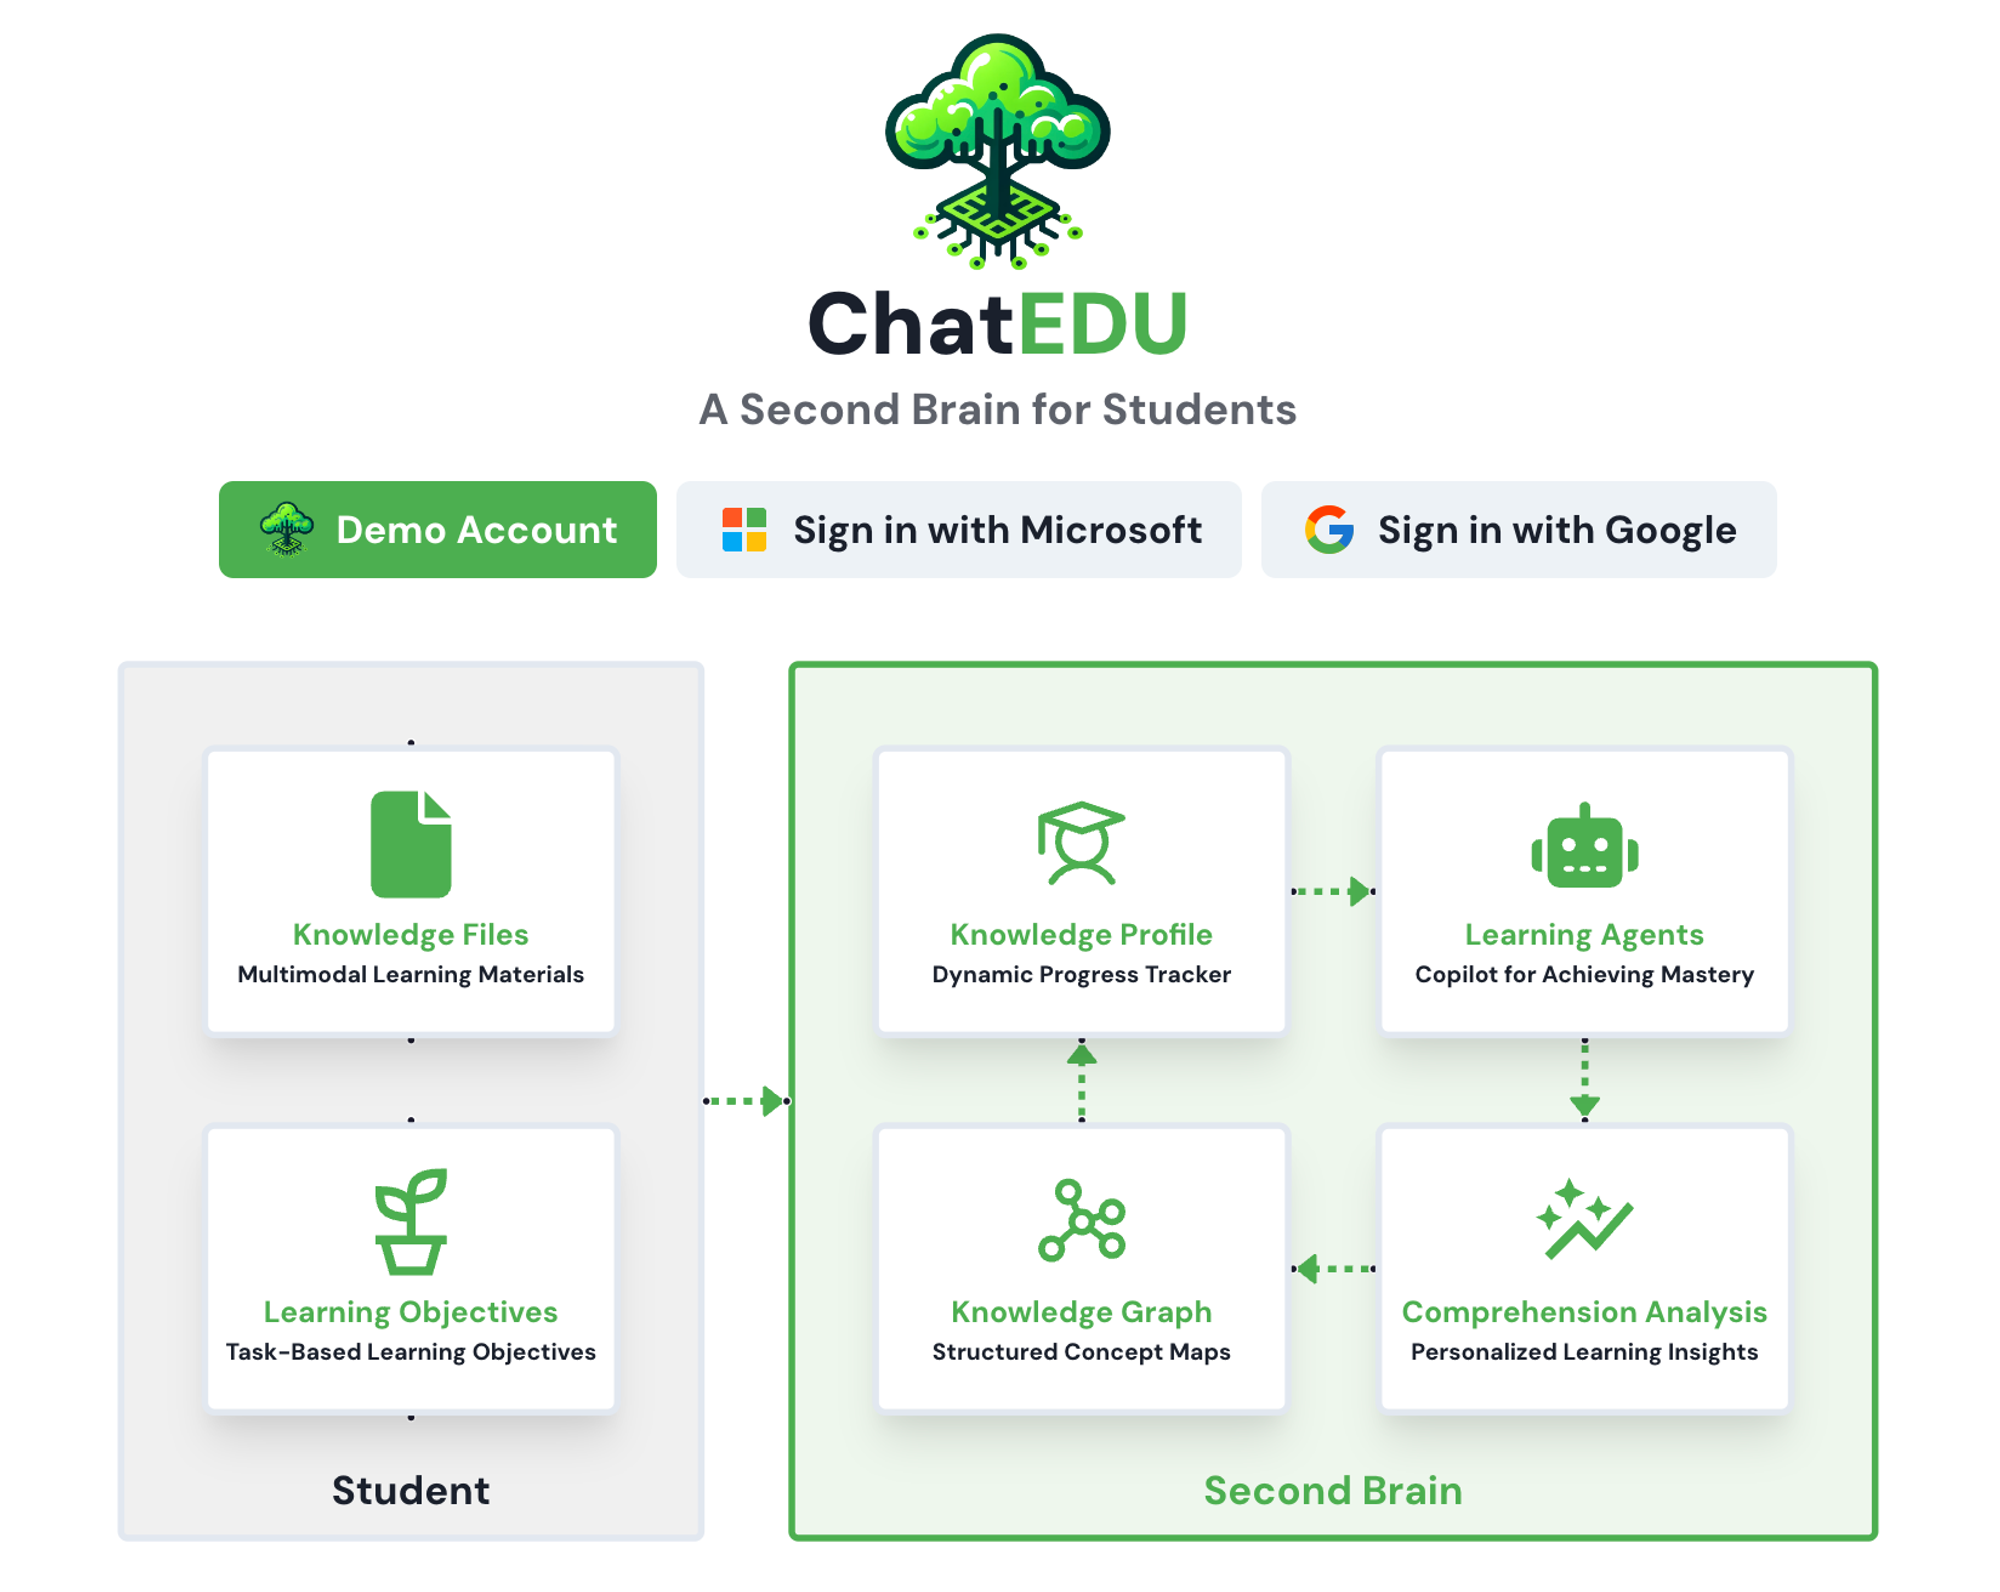 ChatEDU
A Second Brain for Students
Demo Account
Sign in with Microsoft
Sign in with Google
Knowledge Files
Multimodal Learning Materials
Learning Objectives
Task-Based Learning Objectives
Student
Knowledge Profile
Dynamic Progress Tracker
Learning Agents
Copilot for Achieving Mastery
Knowledge Graph
Structured Concept Maps
Comprehension Analysis
Personalized Learning Insights
Second Brain